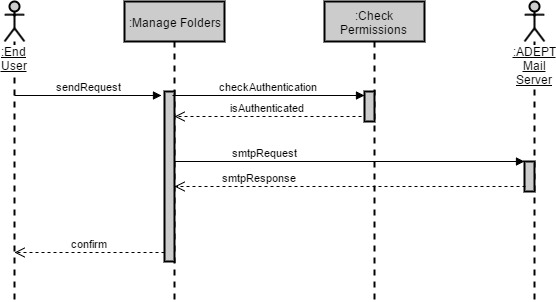 :End
User
:Manage Folders
:Check
Permissions
:ADEPT
Mail
Server
sendRequest
checkAuthentication
isAuthenticated
smtpRequest
smtpResponse
confirm